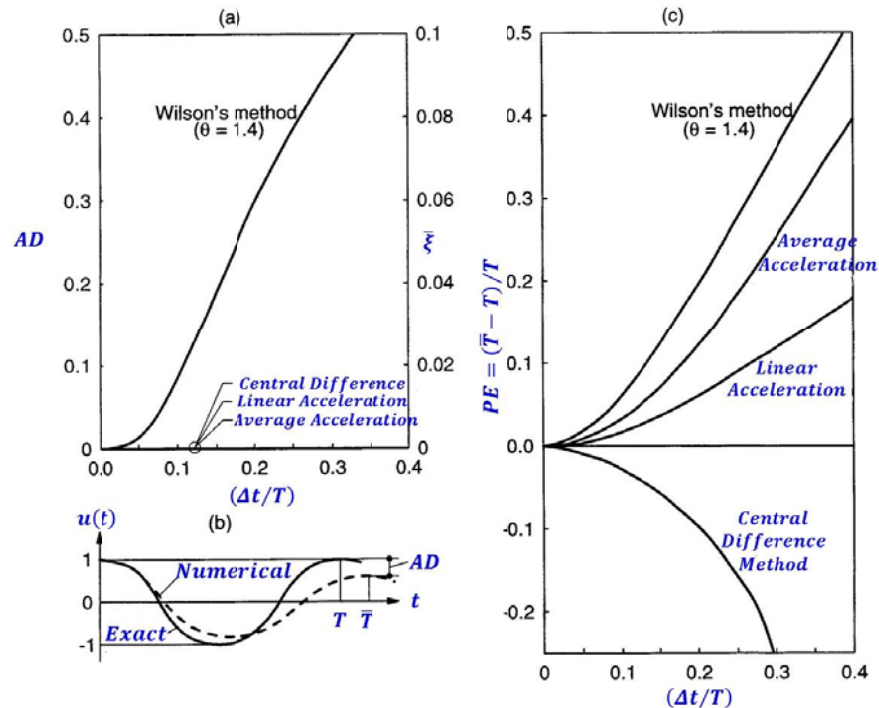 (a)
0.5
0.4
0.3
0.2
0.1
0
0.1
0.08
0.06
0.04
0.02
0
AD
ξ̄
Wilson's method
(θ = 1.4)
Central Difference
Linear Acceleration
Average Acceleration
0.0
0.1
0.2
0.3
0.4
(Δt/T)
(b)
u(t)
1
0
-1
Numerical
Exact
AD
t
T
T̄
(c)
0.5
0.4
0.3
0.2
0.1
0.0
-0.1
-0.2
PE = (T̄ − T)/T
Wilson's method
(θ = 1.4)
Average
Acceleration
Linear
Acceleration
Central
Difference
Method
0
0.1
0.2
0.3
0.4
(Δt/T)